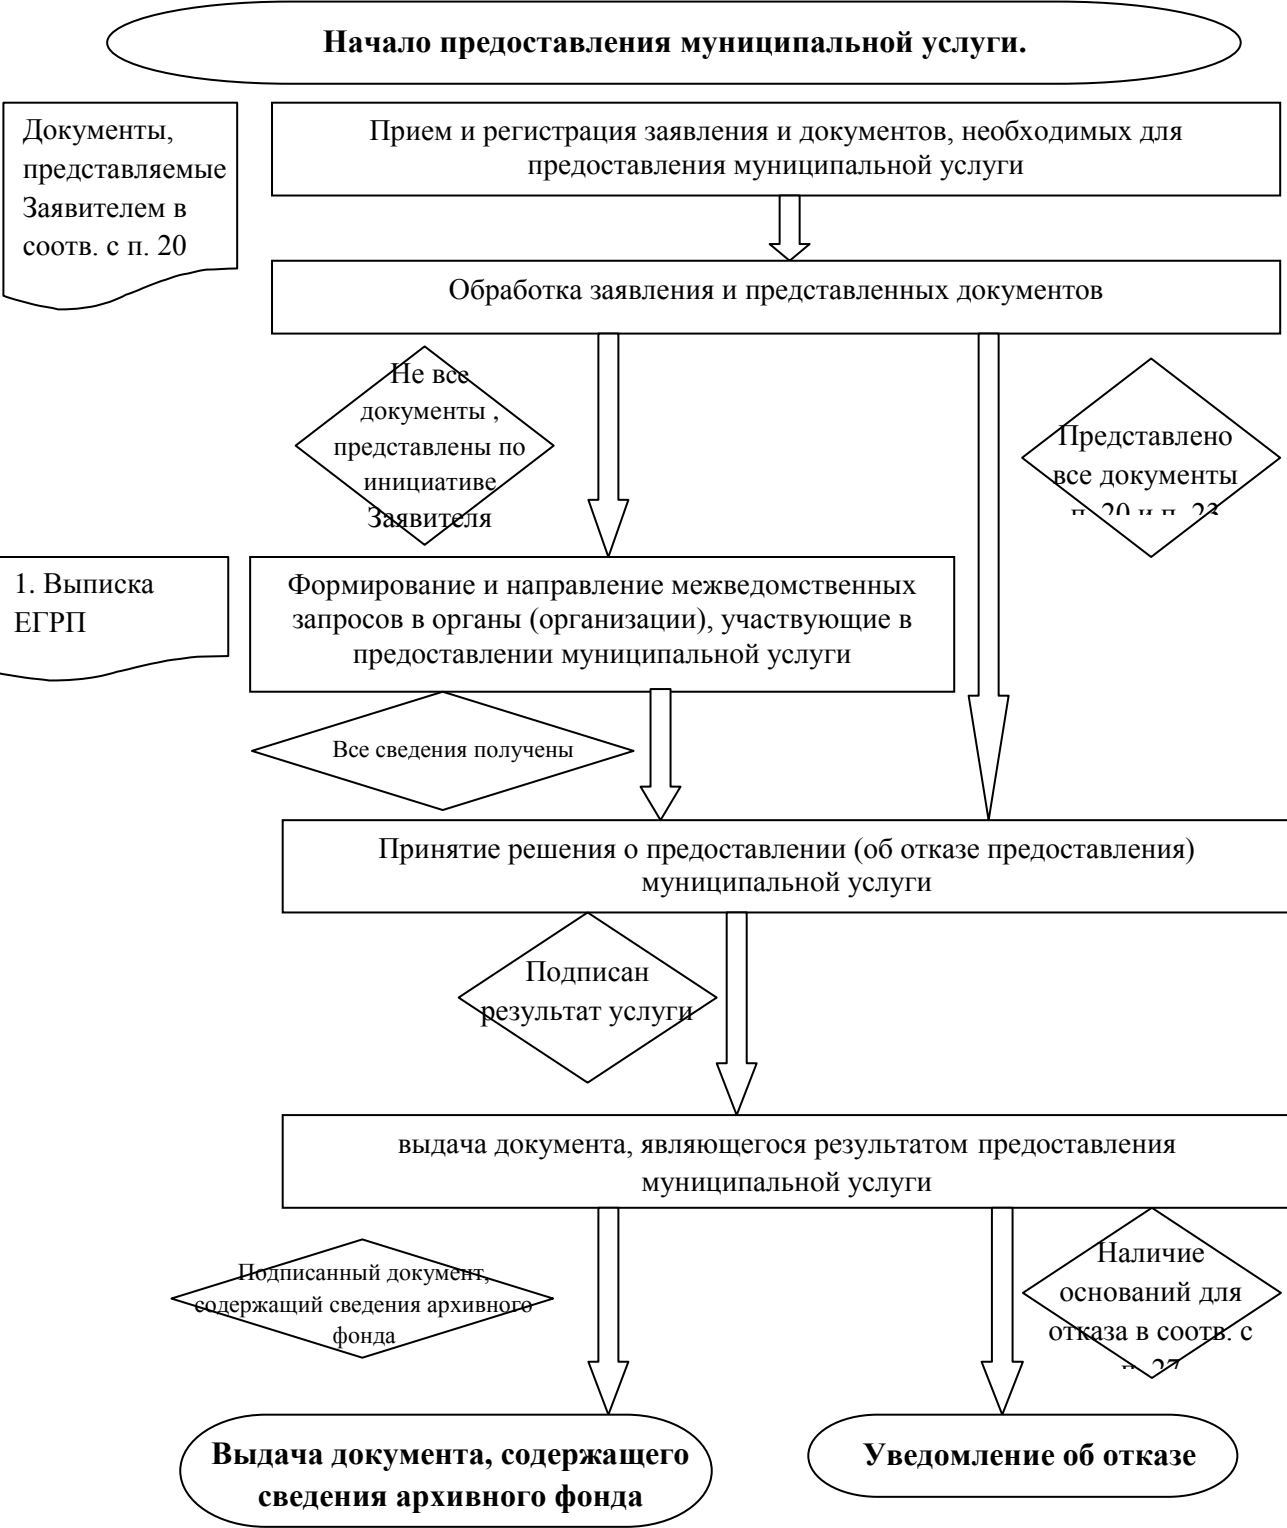 Начало предоставления муниципальной услуги.
Документы,
представляемые
Заявителем в
соотв. с п. 20
Прием и регистрация заявления и документов, необходимых для
предоставления муниципальной услуги
Обработка заявления и представленных документов
Не все
документы ,
представлены по
инициативе
Заявителя
Представлено
все документы
п. 20 и п. 23
1. Выписка
ЕГРП
Формирование и направление межведомственных
запросов в органы (организации), участвующие в
предоставлении муниципальной услуги
Все сведения получены
Принятие решения о предоставлении (об отказе предоставления)
муниципальной услуги
Подписан
результат услуги
выдача документа, являющегося результатом предоставления
муниципальной услуги
Подписанный документ,
содержащий сведения архивного
фонда
Наличие
оснований для
отказа в соотв. с
п. 27
Выдача документа, содержащего
сведения архивного фонда
Уведомление об отказе